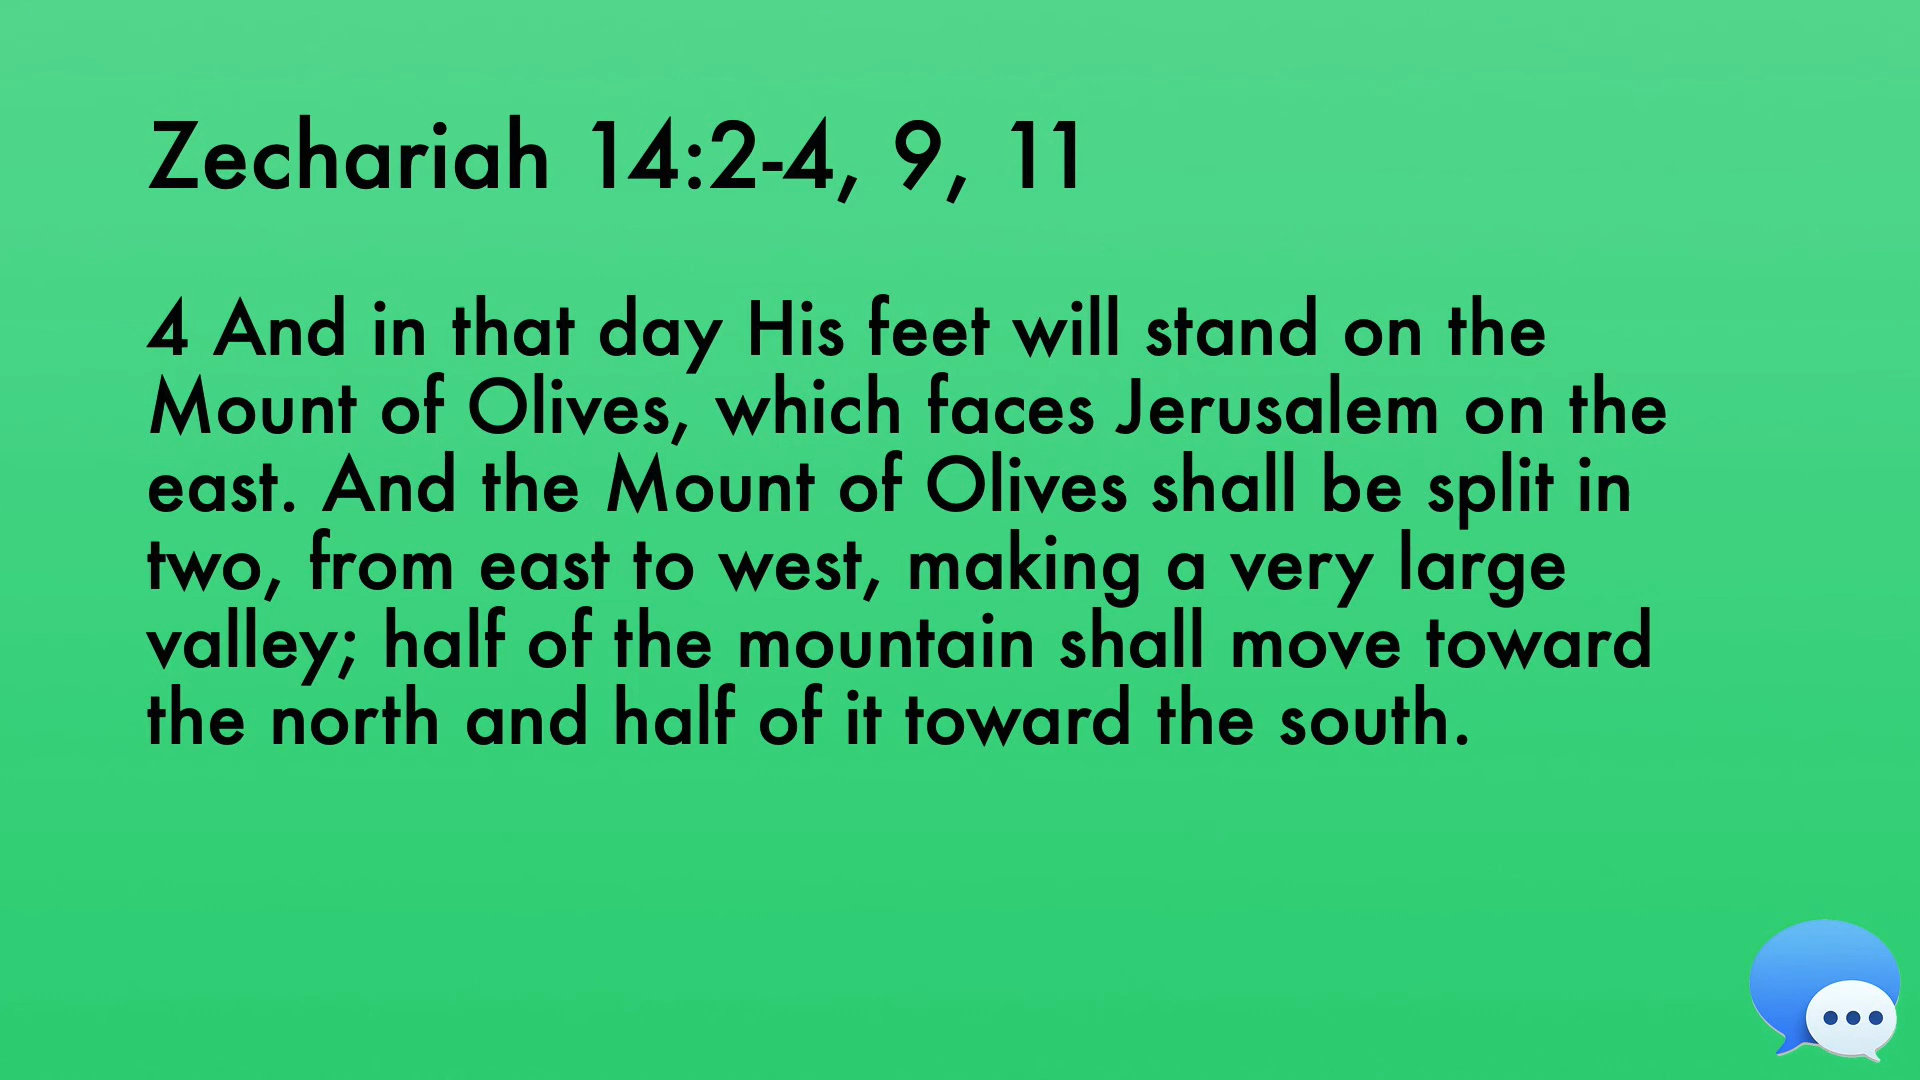 Zechariah 14:2-4, 9, 11
4 And in that day His feet will stand on the
Mount of Olives, which faces Jerusalem on the
east. And the Mount of Olives shall be split in
two, from east to west, making a very large
valley; half of the mountain shall move toward
the north and half of it toward the south.